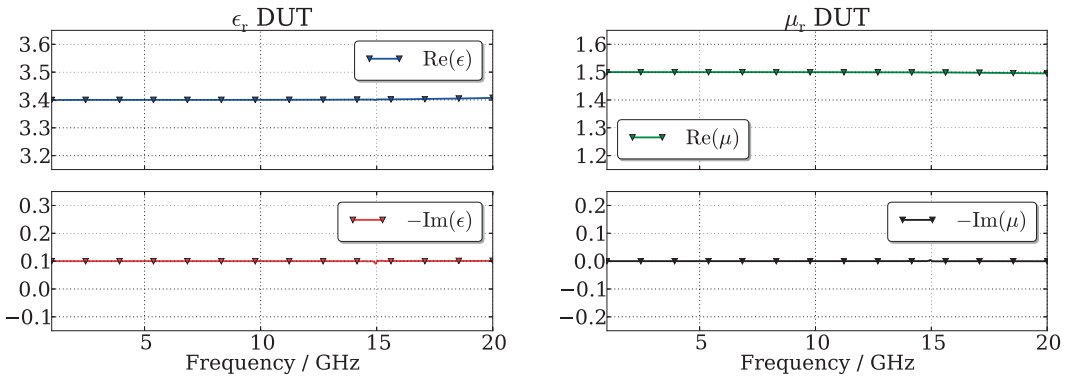 ϵr DUT
3.6
3.5
3.4
3.3
3.2
Re(ϵ)
0.3
0.2
0.1
0.0
−0.1
−Im(ϵ)
5 10 15 20
Frequency / GHz
μr DUT
1.6
1.5
1.4
1.3
1.2
Re(μ)
0.2
0.1
0.0
−0.1
−0.2
−Im(μ)
5 10 15 20
Frequency / GHz